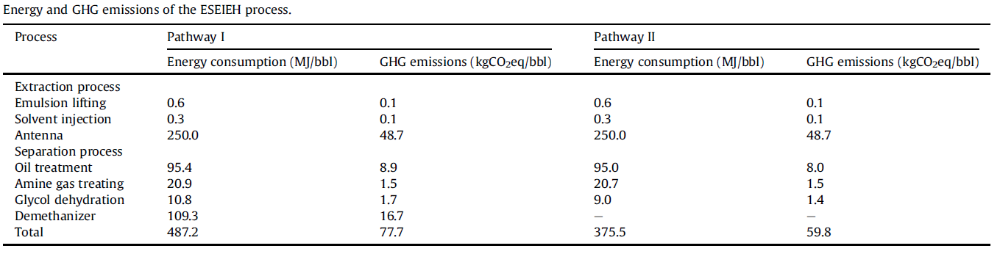 Energy and GHG emissions of the ESEIEH process.
Process Pathway I Pathway II
Energy consumption (MJ/bbl) GHG emissions (kgCO₂eq/bbl) Energy consumption (MJ/bbl) GHG emissions (kgCO₂eq/bbl)
Extraction process
Emulsion lifting 0.6 0.1 0.6 0.1
Solvent injection 0.3 0.1 0.3 0.1
Antenna 250.0 48.7 250.0 48.7
Separation process
Oil treatment 95.4 8.9 95.0 8.0
Amine gas treating 20.9 1.5 20.7 1.5
Glycol dehydration 10.8 1.7 9.0 1.4
Demethanizer 109.3 16.7 — —
Total 487.2 77.7 375.5 59.8